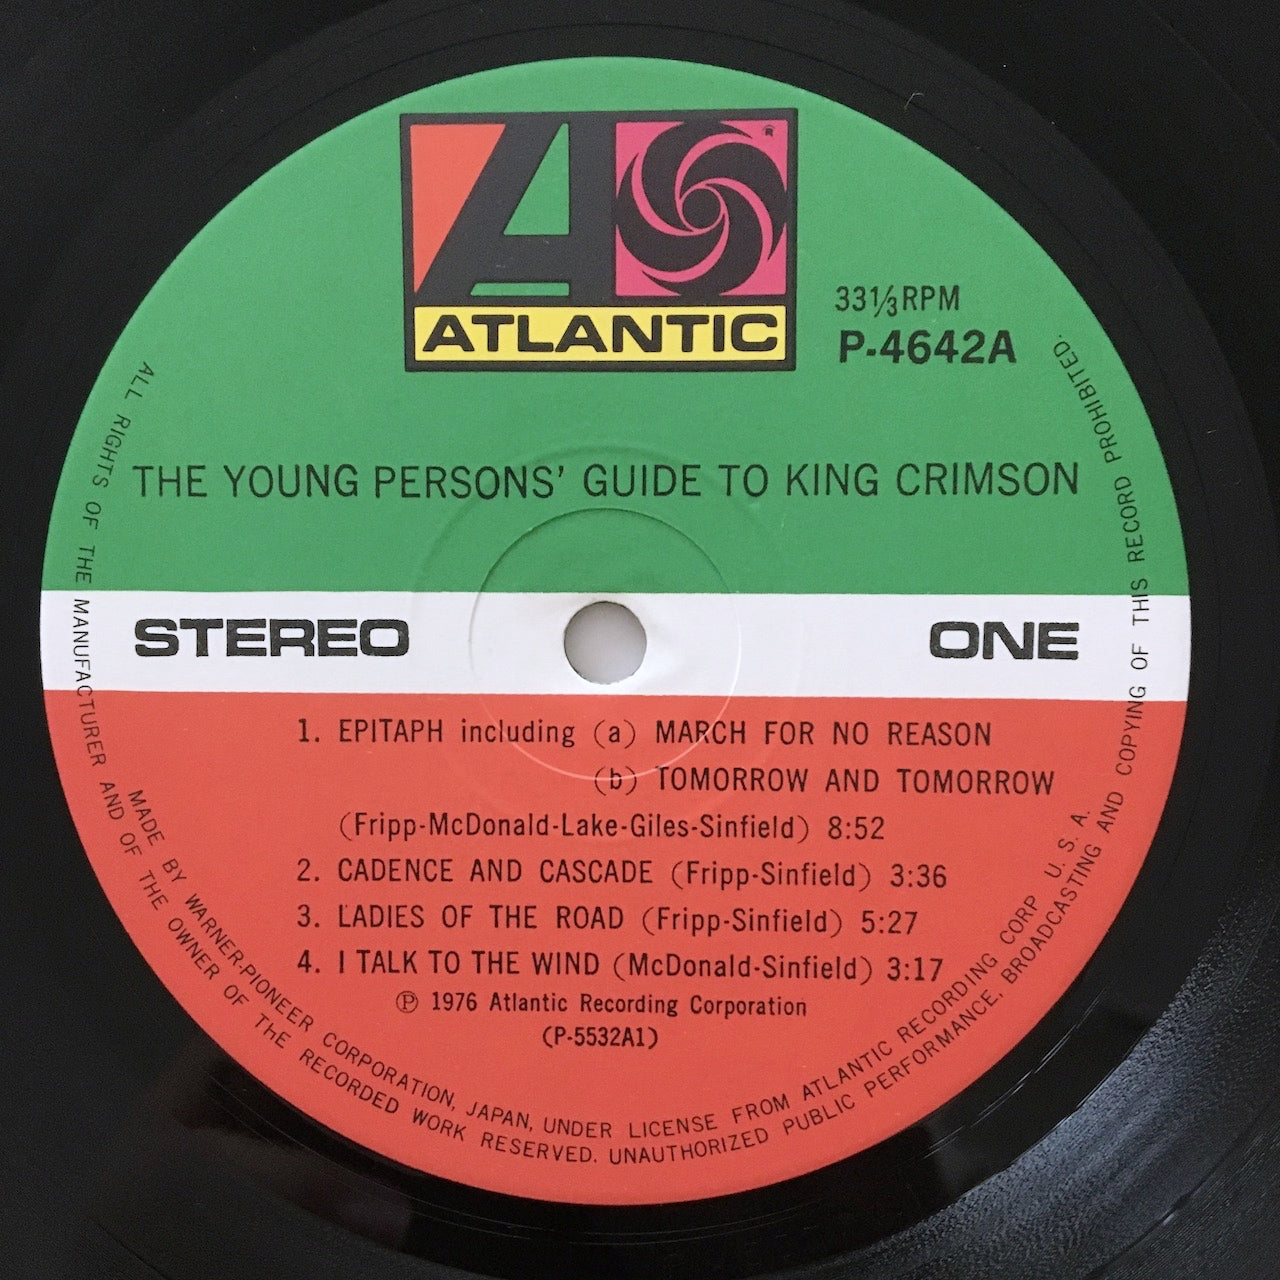 ATLANTIC
®
33⅓RPM
P-4642A
THE YOUNG PERSONS' GUIDE TO KING CRIMSON
STEREO
ONE
1. EPITAPH including (a) MARCH FOR NO REASON
(b) TOMORROW AND TOMORROW
(Fripp-McDonald-Lake-Giles-Sinfield) 8:52
2. CADENCE AND CASCADE (Fripp-Sinfield) 3:36
3. LADIES OF THE ROAD (Fripp-Sinfield) 5:27
4. I TALK TO THE WIND (McDonald-Sinfield) 3:17
℗ 1976 Atlantic Recording Corporation
(P-5532A1)
MADE BY WARNER-PIONEER CORPORATION, JAPAN, UNDER LICENSE FROM ATLANTIC RECORDING CORP U. S. A.
ALL RIGHTS OF THE MANUFACTURER AND OF THE OWNER OF THE RECORDED WORK RESERVED. UNAUTHORIZED PUBLIC PERFORMANCE, BROADCASTING AND COPYING OF THIS RECORD PROHIBITED.